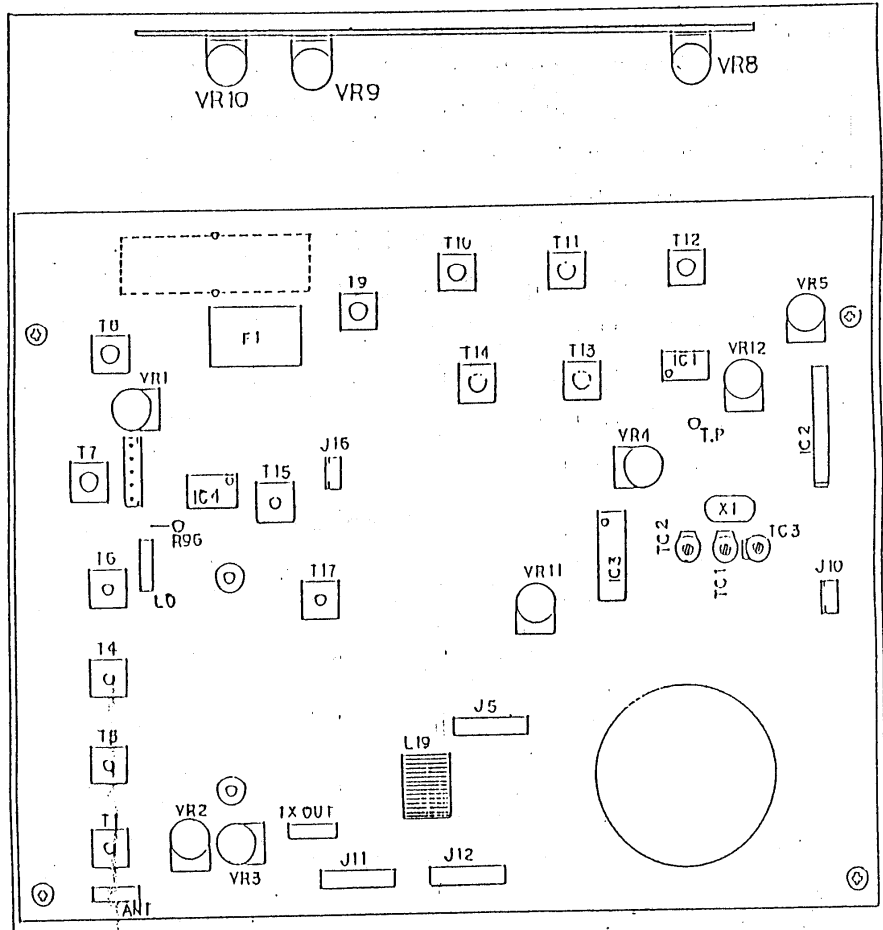 VR10
VR9
VR8
T10
T11
T12
T9
VR5
T8
F1
T14
T13
IC1
VR12
VR1
T.P
IC2
VR4
J16
T7
IC4
T15
X1
R96
TC2
TC1
TC3
IC3
T6
L0
T17
VR11
J10
T4
J5
L19
T8
VR2
TX OUT
T1
VR3
J11
J12
ANT